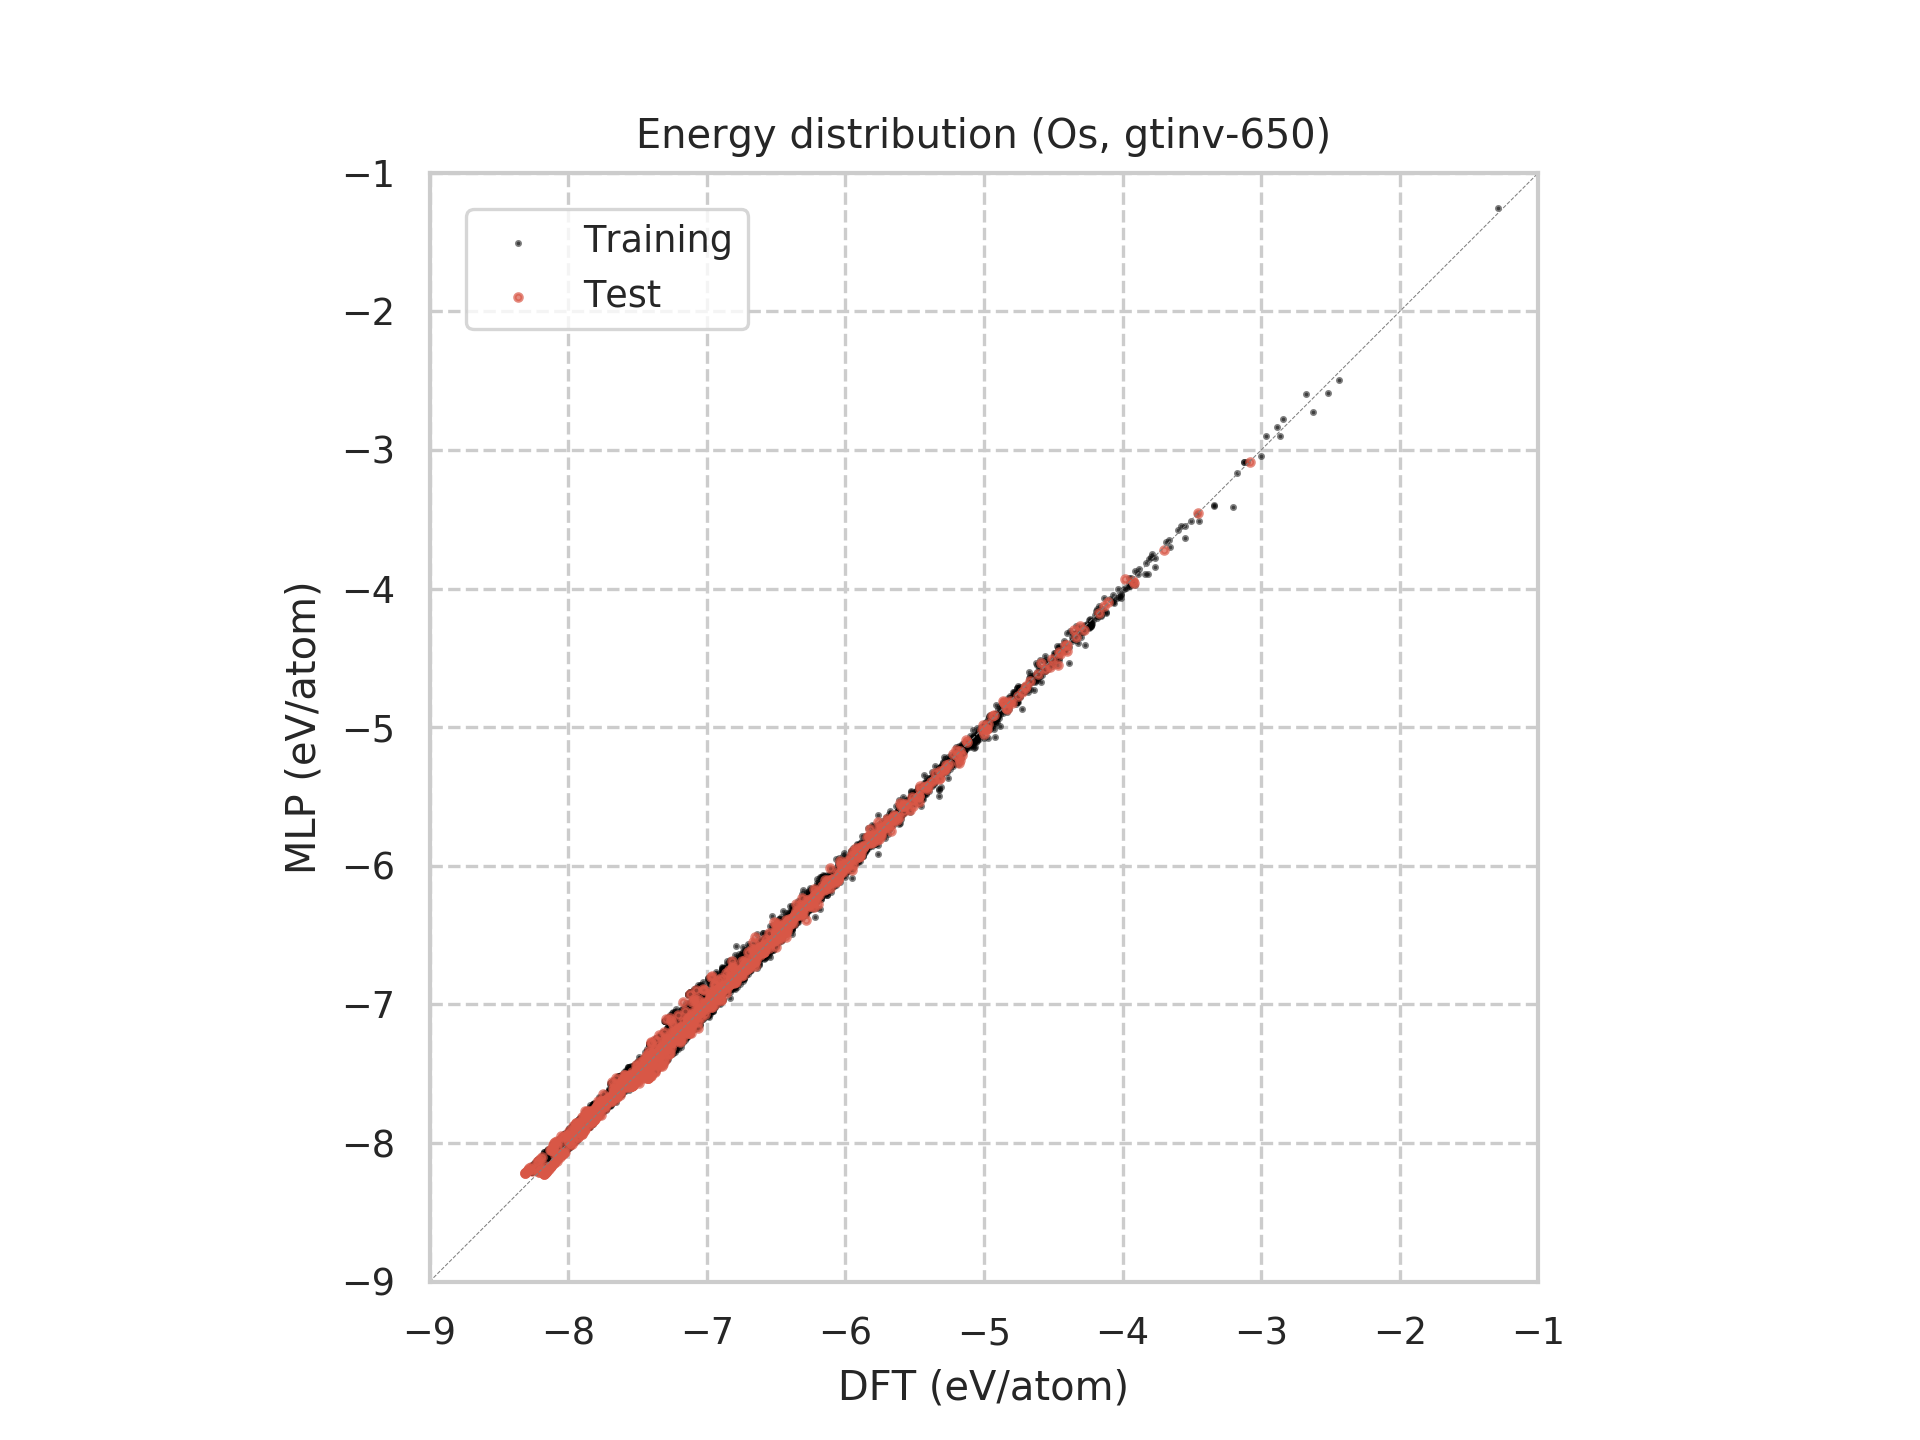 Energy distribution (Os, gtinv-650)
Training
Test
−1
−2
−3
−4
−5
−6
−7
−8
−9
MLP (eV/atom)
−9 −8 −7 −6 −5 −4 −3 −2 −1
DFT (eV/atom)